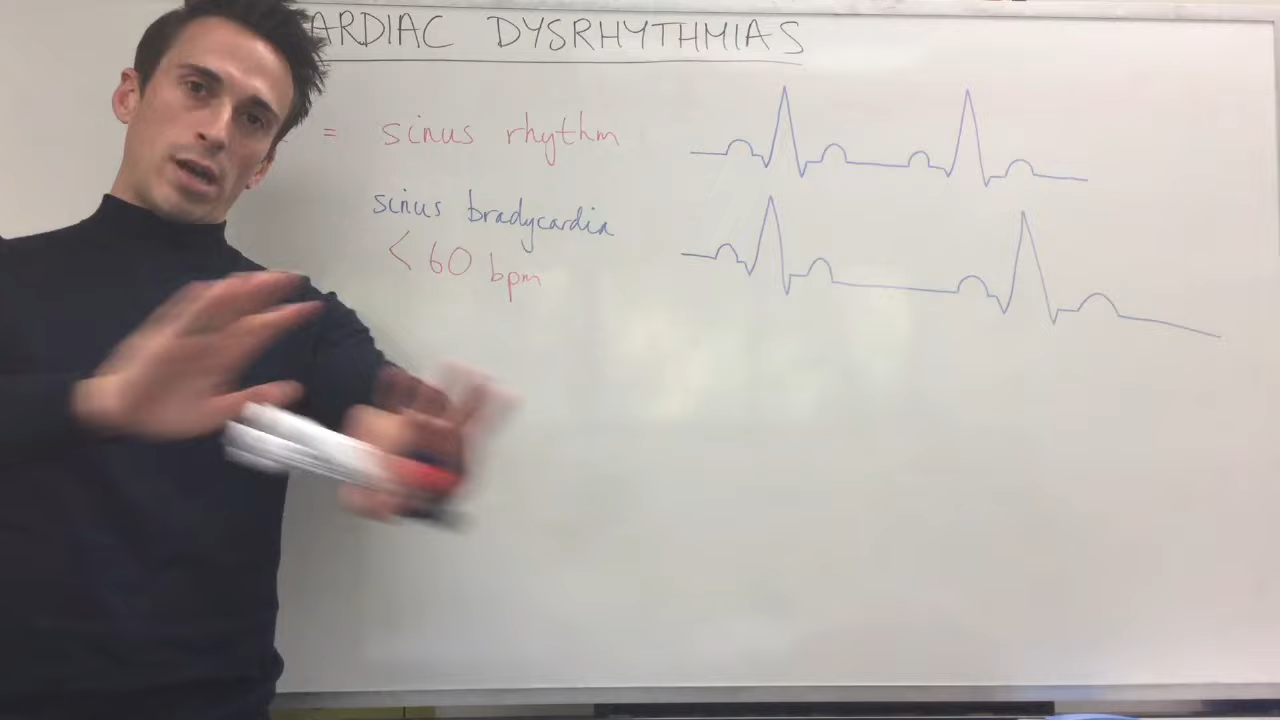 ARDIAC DYSRHYTHMIAS
= sinus rhythm
sinus bradycardia
< 60 bpm